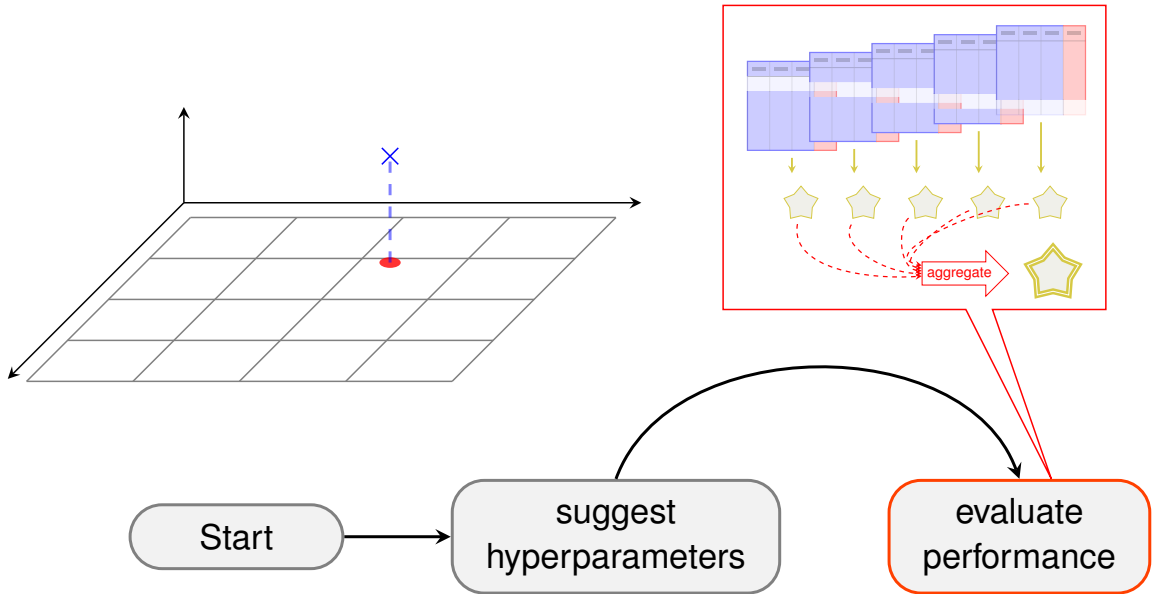 aggregate
Start
suggest
hyperparameters
evaluate
performance